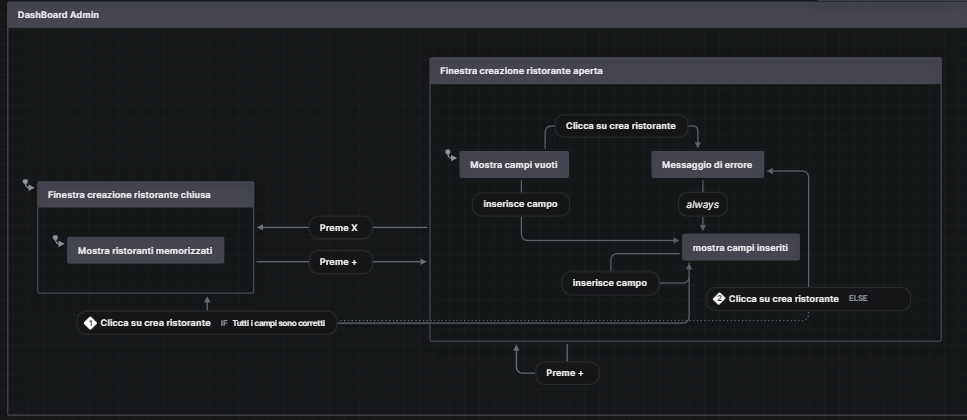 DashBoard Admin
Finestra creazione ristorante aperta
Clicca su crea ristorante
Mostra campi vuoti
Messaggio di errore
Finestra creazione ristorante chiusa
inserisce campo
always
Preme X
Mostra ristoranti memorizzati
mostra campi inseriti
Preme +
inserisce campo
2 Clicca su crea ristorante ELSE
1 Clicca su crea ristorante IF Tutti i campi sono corretti
Preme +